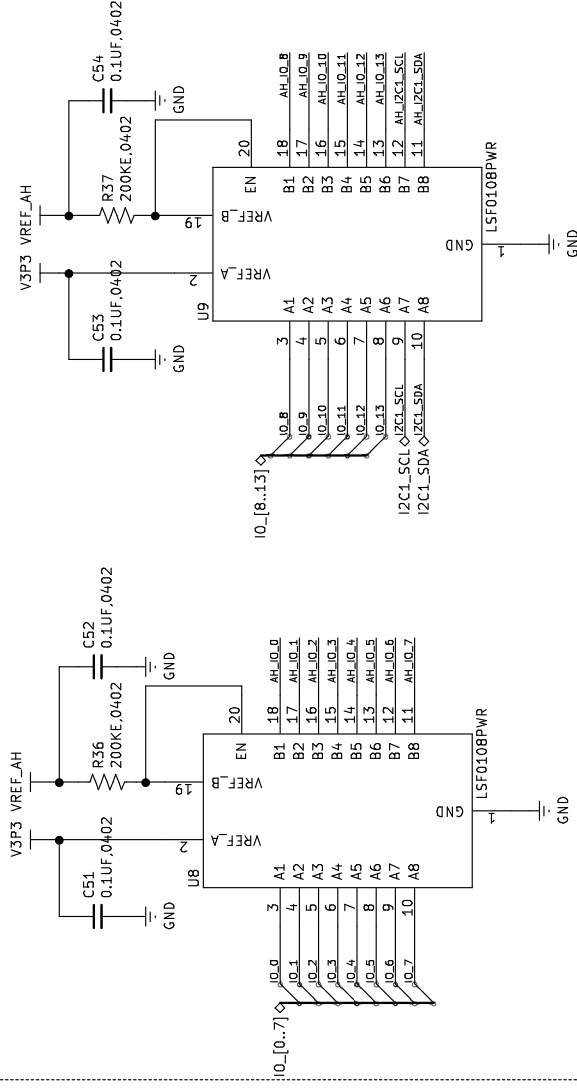 V3P3
VREF_AH
C53
0.1UF,0402
GND
R37
200KE,0402
C54
0.1UF,0402
GND
U9
2
VREF_A
19
VREF_B
20
EN
IO_[8..13]
IO_8
3
A1
B1
18
AH_IO_8
IO_9
4
A2
B2
17
AH_IO_9
IO_10
5
A3
B3
16
AH_IO_10
IO_11
6
A4
B4
15
AH_IO_11
IO_12
7
A5
B5
14
AH_IO_12
IO_13
8
A6
B6
13
AH_IO_13
I2C1_SCL
I2C1_SCL
9
A7
B7
12
AH_I2C1_SCL
I2C1_SDA
I2C1_SDA
10
A8
B8
11
AH_I2C1_SDA
GND
1
GND
LSF0108PWR
V3P3
VREF_AH
C51
0.1UF,0402
GND
R36
200KE,0402
C52
0.1UF,0402
GND
U8
2
VREF_A
19
VREF_B
20
EN
IO_[0..7]
IO_0
3
A1
B1
18
AH_IO_0
IO_1
4
A2
B2
17
AH_IO_1
IO_2
5
A3
B3
16
AH_IO_2
IO_3
6
A4
B4
15
AH_IO_3
IO_4
7
A5
B5
14
AH_IO_4
IO_5
8
A6
B6
13
AH_IO_5
IO_6
9
A7
B7
12
AH_IO_6
IO_7
10
A8
B8
11
AH_IO_7
GND
1
GND
LSF0108PWR